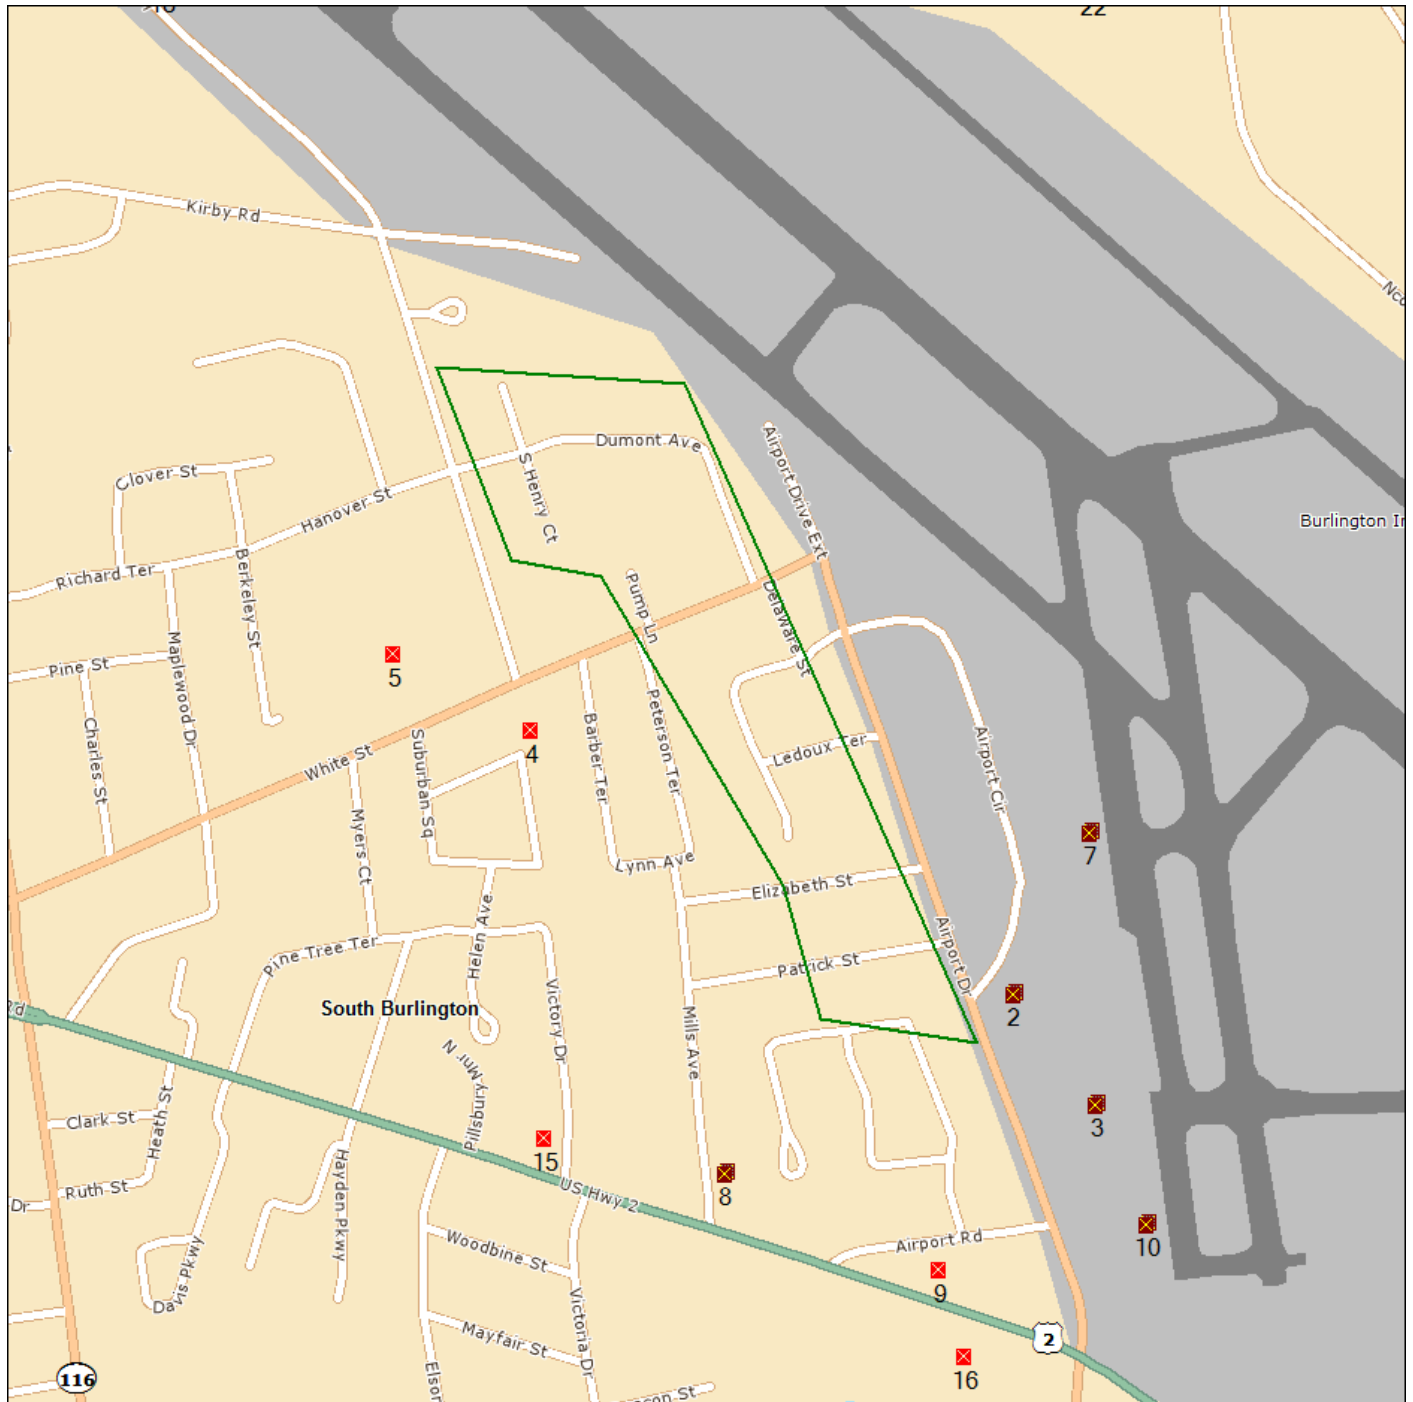 22
Kirby Rd
Dumont Ave
Airport Drive Ext
S Henry Ct
Clover St
Hanover St
Burlington
Richard Ter
Berkeley St
Pump Ln
Delaware St
Maplewood Dr
Pine St
5
Peterson Ter
Barber Ter
Charles St
Suburban Sq
4
White St
Ledoux Ter
Airport Cir
Myers Ct
7
Lynn Ave
Elizabeth St
Helen Ave
Pine Tree Ter
Airport Dr
Patrick St
Victory Dr
South Burlington
Rd
2
Mills Ave
Pillsbury Mnr N
Clark St
Heath St
3
15
8
Hayden Pkwy
Ruth St
US Hwy 2
Dr
10
Woodbine St
Airport Rd
Davis Pkwy
9
Victoria Dr
Mayfair St
2
116
16